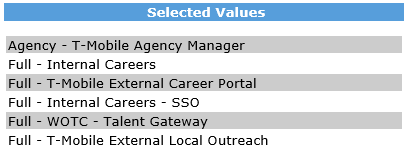 Selected Values
Agency - T-Mobile Agency Manager
Full - Internal Careers
Full - T-Mobile External Career Portal
Full - Internal Careers - SSO
Full - WOTC - Talent Gateway
Full - T-Mobile External Local Outreach